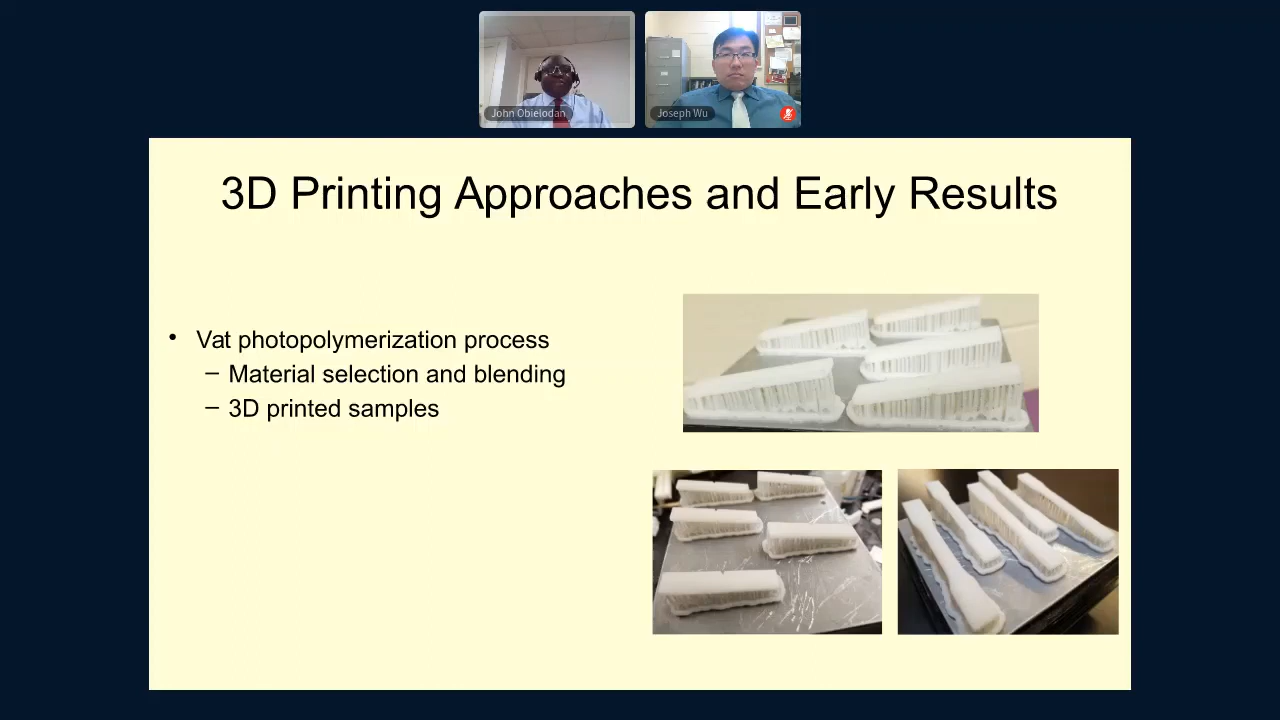 John Obielodan
Joseph Wu
3D Printing Approaches and Early Results
• Vat photopolymerization process
– Material selection and blending
– 3D printed samples